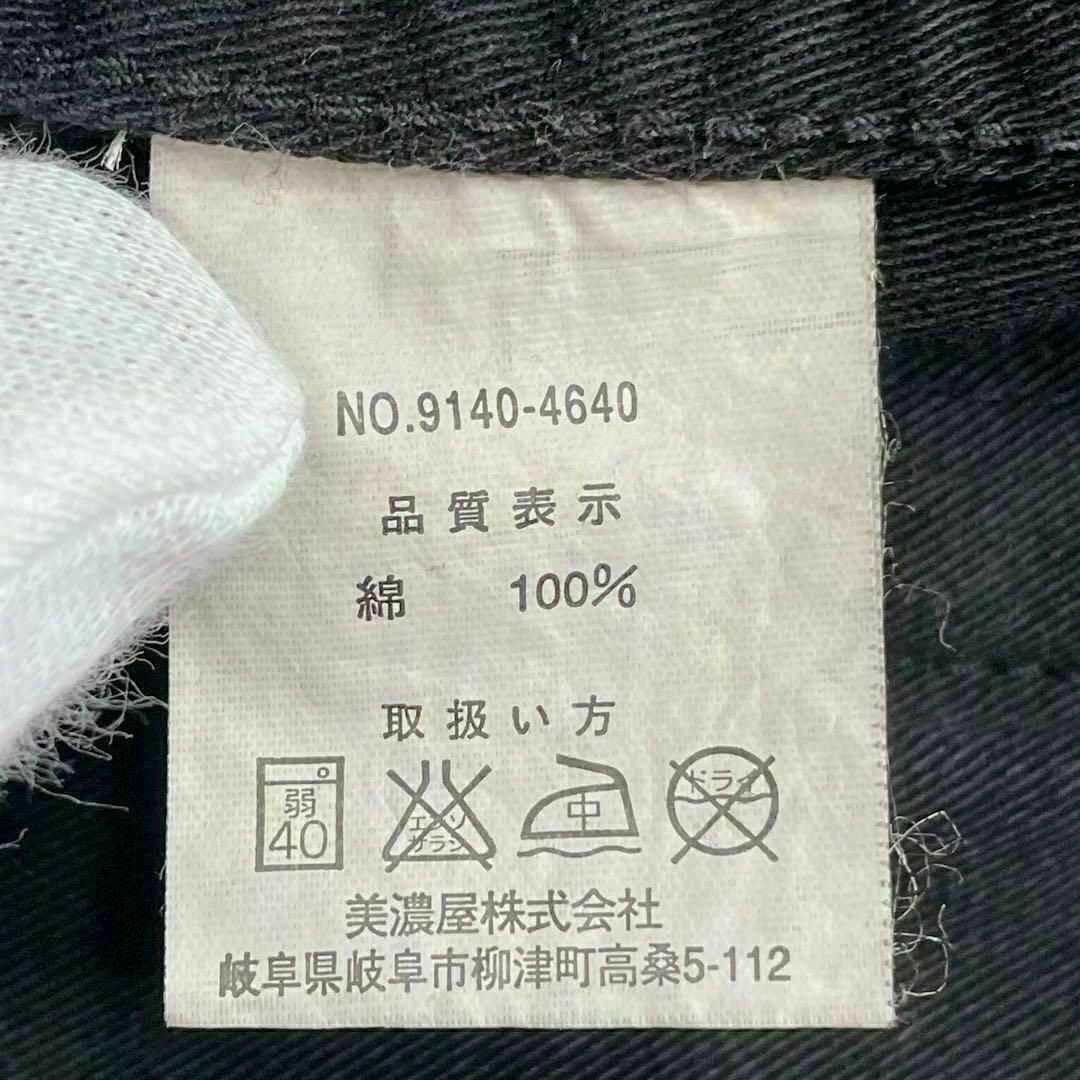 NO.9140-4640
品質表示
綿 100%
取扱い方
弱 40 エンソ サラシ 中 ドライ
美濃屋株式会社
岐阜県岐阜市柳津町高桑5-112